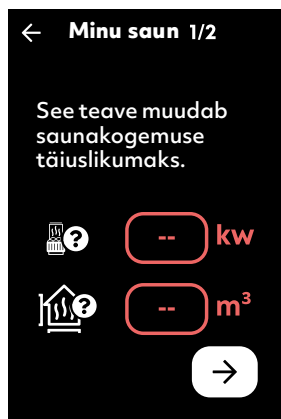 Minu saun 1/2
See teave muudab
saunakogemuse
täiuslikumaks.
? -- kw
? -- m³